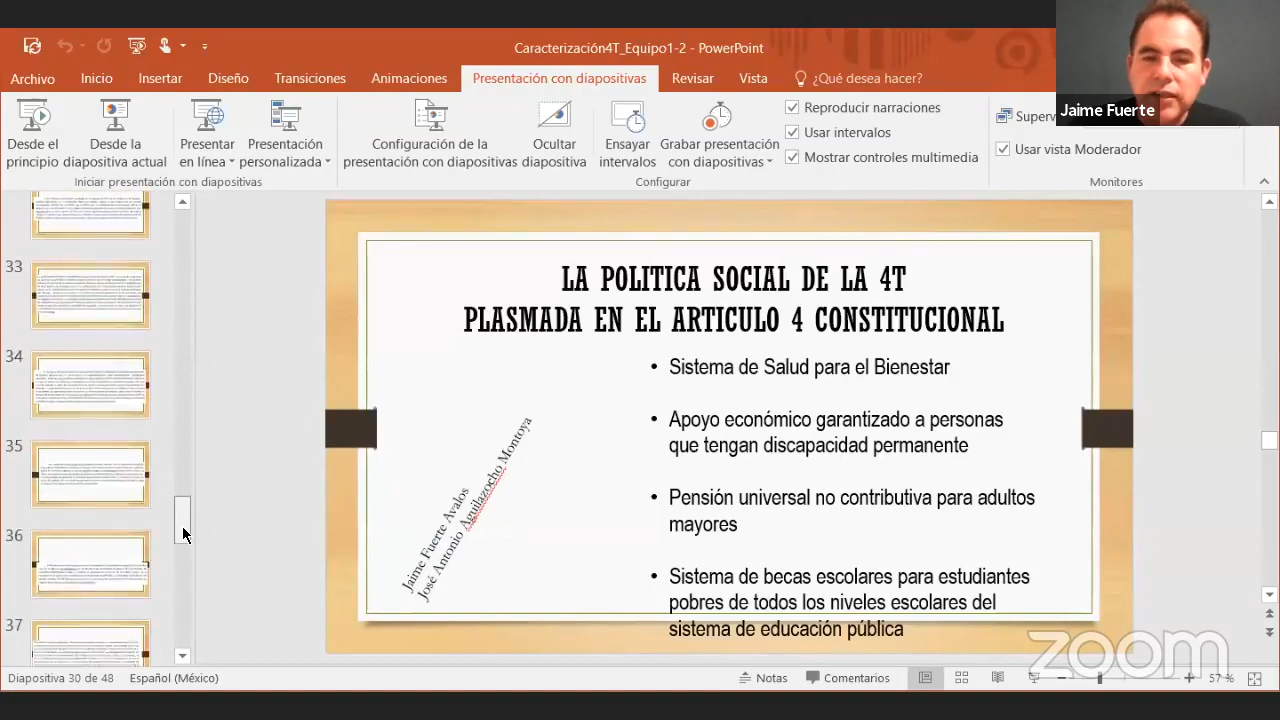 Caracterización4T_Equipo1-2 - PowerPoint
Archivo Inicio Insertar Diseño Transiciones Animaciones Presentación con diapositivas Revisar Vista ¿Qué desea hacer?
Jaime Fuerte
Desde el principio
Desde la diapositiva actual
Presentar en línea
Presentación personalizada
Iniciar presentación con diapositivas
Configuración de la presentación con diapositivas
Ocultar diapositiva
Ensayar intervalos
Grabar presentación con diapositivas
Reproducir narraciones
Usar intervalos
Mostrar controles multimedia
Configurar
Usar vista Moderador
Monitores
33
34
35
36
37
LA POLITICA SOCIAL DE LA 4T
PLASMADA EN EL ARTICULO 4 CONSTITUCIONAL
• Sistema de Salud para el Bienestar
• Apoyo económico garantizado a personas
que tengan discapacidad permanente
• Pensión universal no contributiva para adultos
mayores
• Sistema de becas escolares para estudiantes
pobres de todos los niveles escolares del
sistema de educación pública
Jaime Fuerte Avalos
José Antonio Aguilazocho Montoya
zoom
Diapositiva 30 de 48 Español (México) Notas Comentarios 57 %